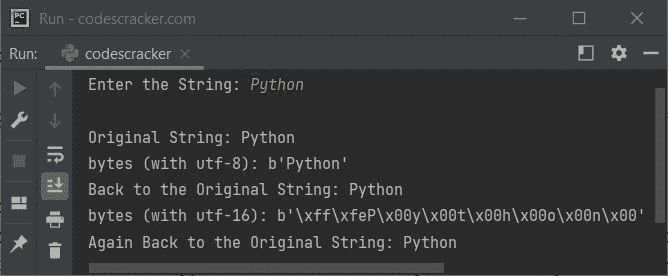 PC Run - codescracker.com
Run: codescracker
Enter the String: Python
Original String: Python
bytes (with utf-8): b'Python'
Back to the Original String: Python
bytes (with utf-16): b'\xff\xfeP\x00y\x00t\x00h\x00o\x00n\x00'
Again Back to the Original String: Python